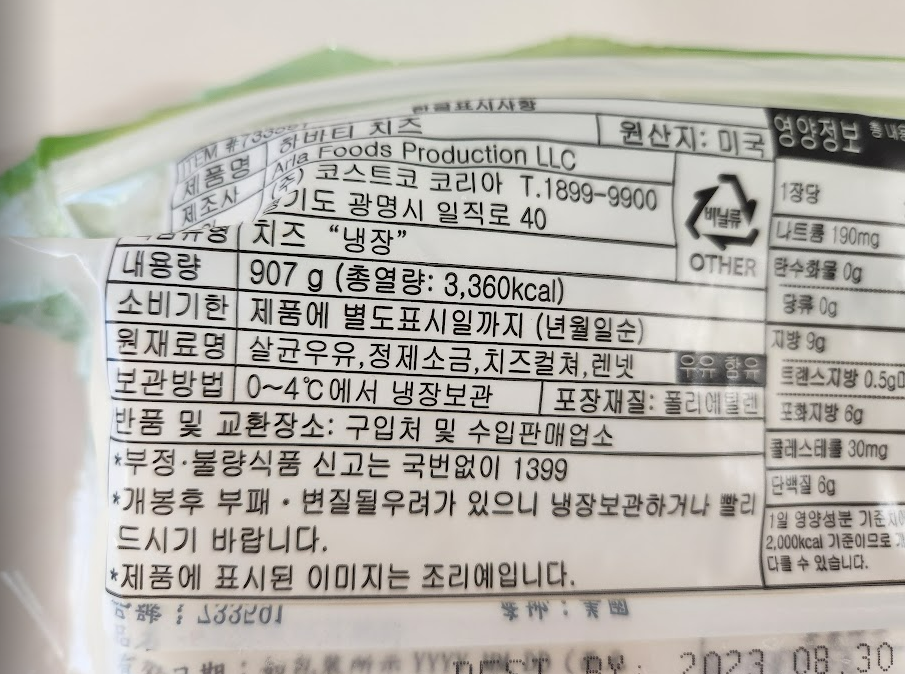 한글표시사항
ITEM #733561
제품명 하바티 치즈 원산지: 미국
제조사 Arla Foods Production LLC
(주) 코스트코 코리아 T.1899-9900
기도 광명시 일직로 40
비닐류
OTHER
치즈 “냉장”
내용량 907 g (총열량: 3,360kcal)
소비기한 제품에 별도표시일까지 (년월일순)
원재료명 살균우유,정제소금,치즈컬쳐,렌넷 우유 함유
보관방법 0~4℃에서 냉장보관 포장재질: 폴리에틸렌
반품 및 교환장소: 구입처 및 수입판매업소
*부정·불량식품 신고는 국번없이 1399
*개봉후 부패·변질될우려가 있으니 냉장보관하거나 빨리
드시기 바랍니다.
*제품에 표시된 이미지는 조리예입니다.
영양정보
1장당
나트륨 190mg
탄수화물 0g
당류 0g
지방 9g
트랜스지방 0.5g
포화지방 6g
콜레스테롤 30mg
단백질 6g
1일 영양성분 기준치
2,000kcal 기준이므로
다를 수 있습니다.
BEST BY: 2023 08.30